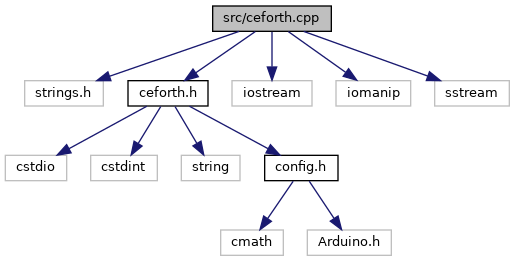 src/ceforth.cpp
strings.h
ceforth.h
iostream
iomanip
sstream
cstdio
cstdint
string
config.h
cmath
Arduino.h